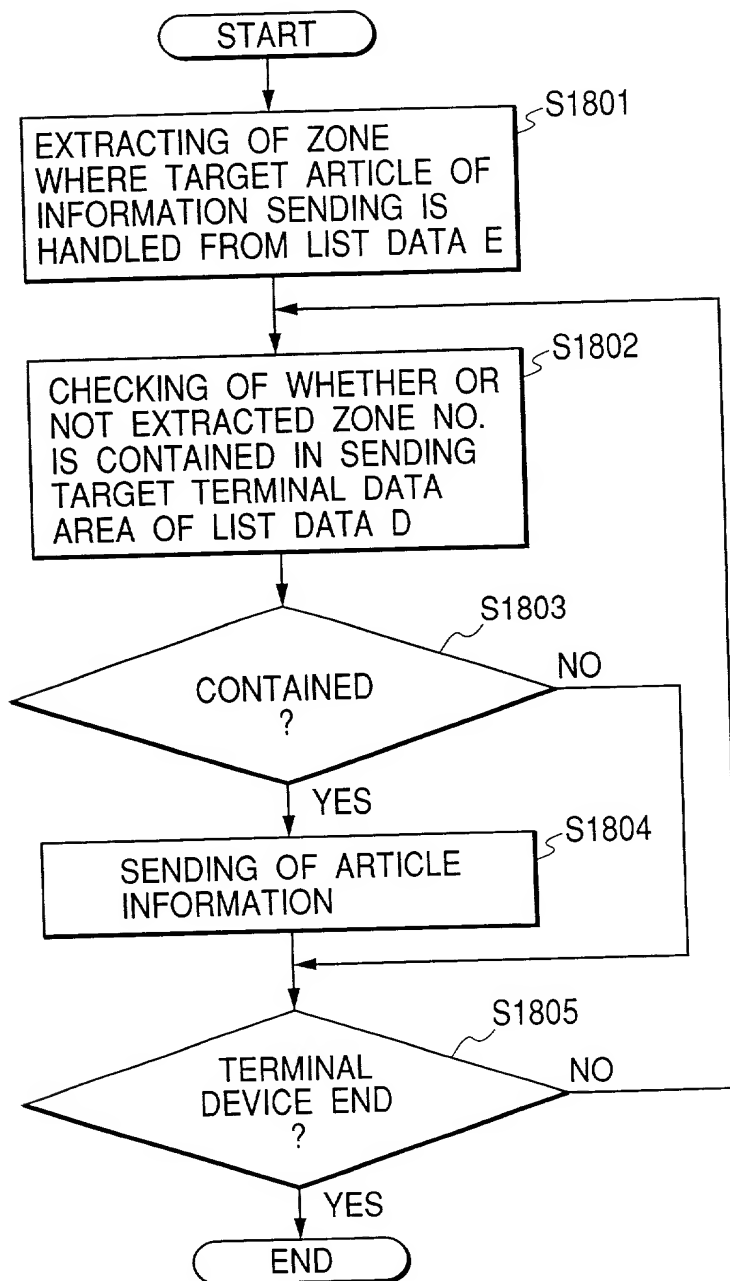 START
S1801
EXTRACTING OF ZONE
WHERE TARGET ARTICLE OF
INFORMATION SENDING IS
HANDLED FROM LIST DATA E
S1802
CHECKING OF WHETHER OR
NOT EXTRACTED ZONE NO.
IS CONTAINED IN SENDING
TARGET TERMINAL DATA
AREA OF LIST DATA D
S1803
CONTAINED
?
NO
YES
S1804
SENDING OF ARTICLE
INFORMATION
S1805
TERMINAL
DEVICE END
?
NO
YES
END